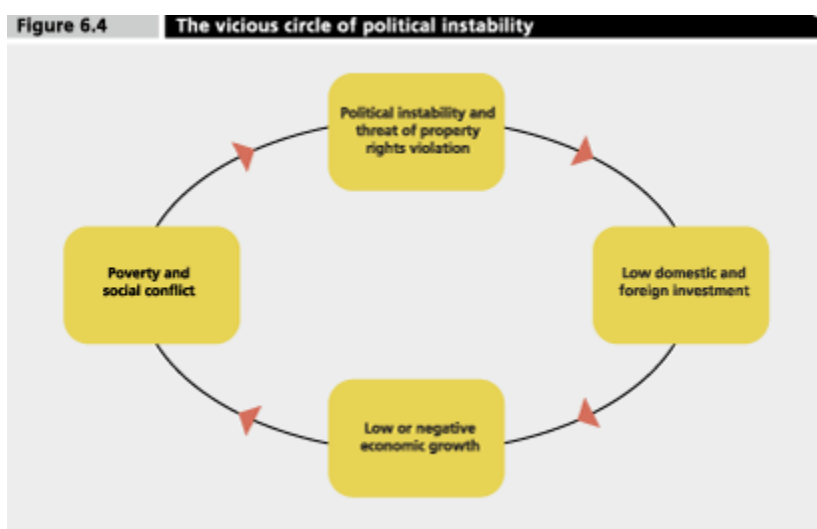 Figure 6.4 The vicious circle of political instability
Political instability and
threat of property
rights violation
Poverty and
social conflict
Low domestic and
foreign investment
Low or negative
economic growth